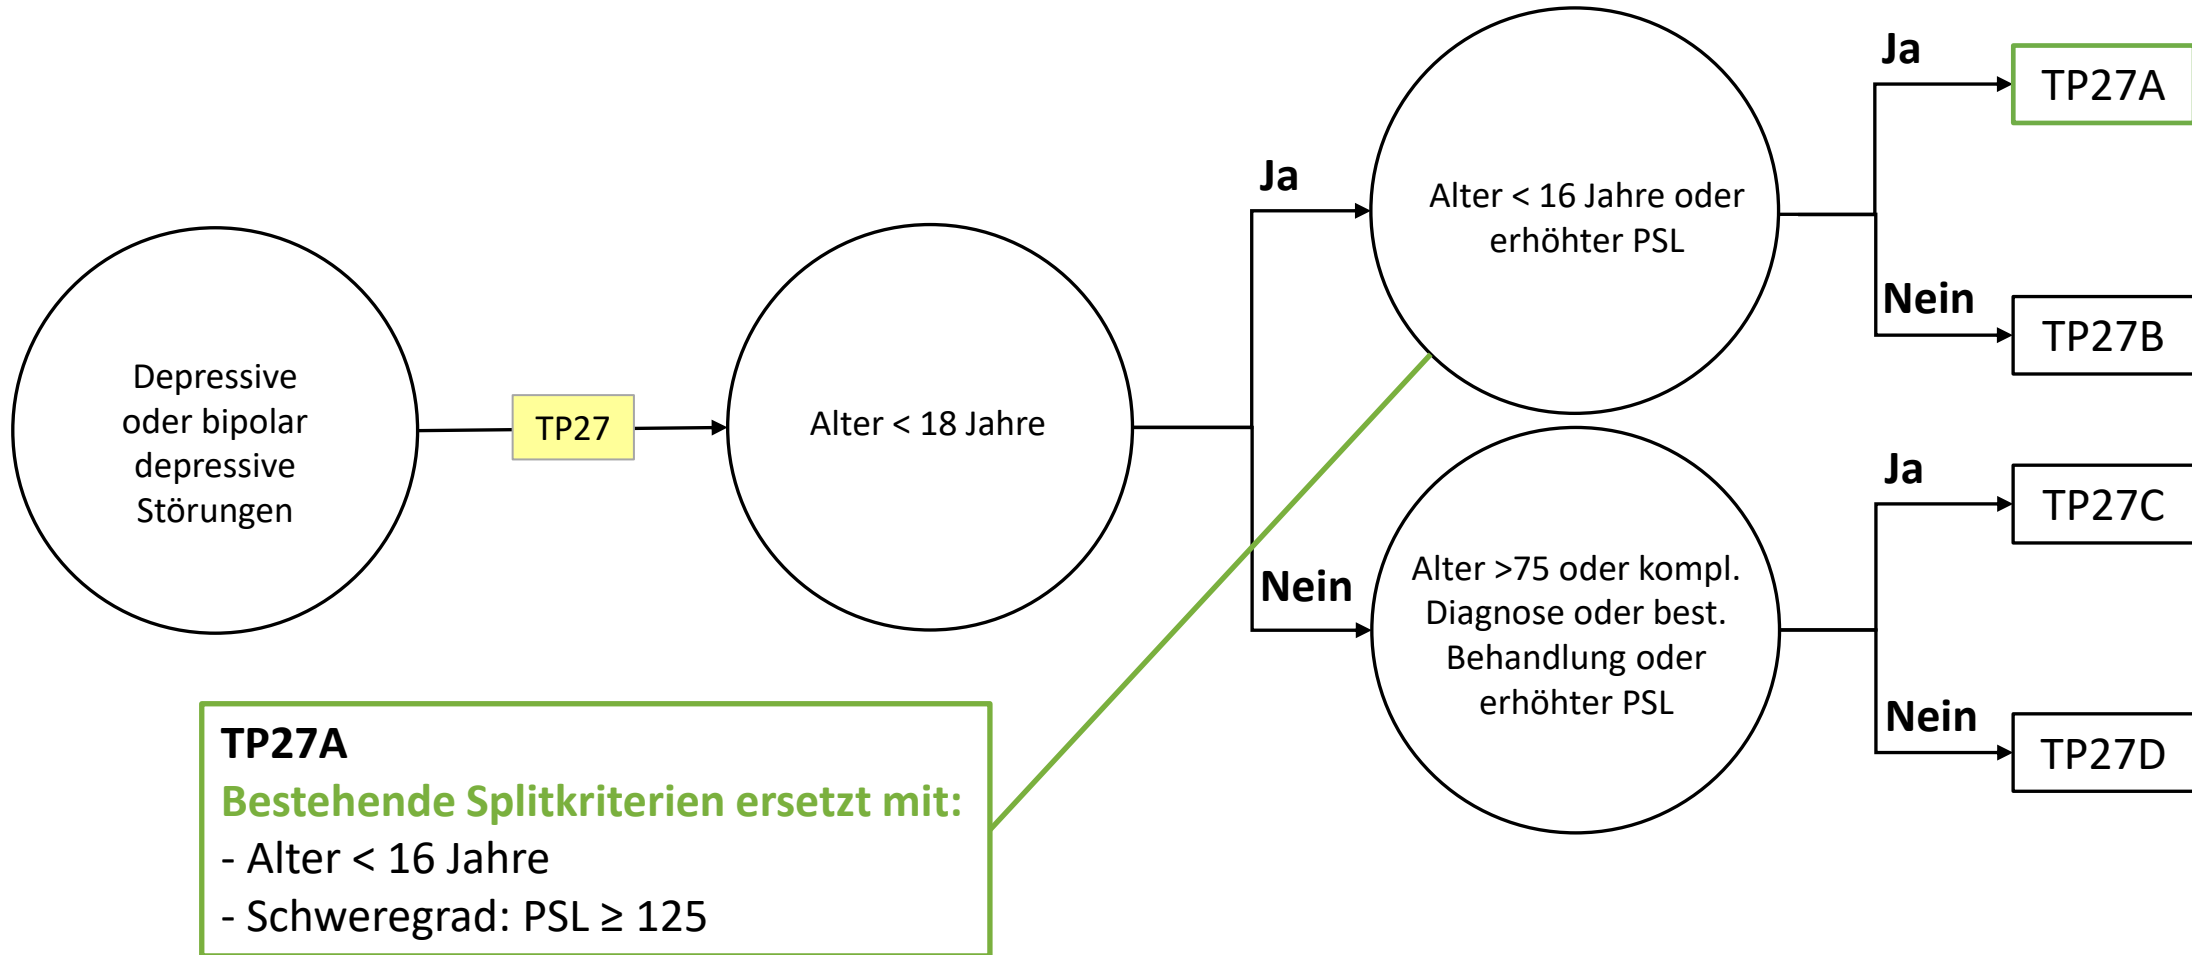 Depressive
oder bipolar
depressive
Störungen
TP27
Alter < 18 Jahre
Ja
Alter < 16 Jahre oder
erhöhter PSL
Ja
TP27A
Nein
TP27B
Nein
Alter >75 oder kompl.
Diagnose oder best.
Behandlung oder
erhöhter PSL
Ja
TP27C
Nein
TP27D
TP27A
Bestehende Splitkriterien ersetzt mit:
- Alter < 16 Jahre
- Schweregrad: PSL ≥ 125